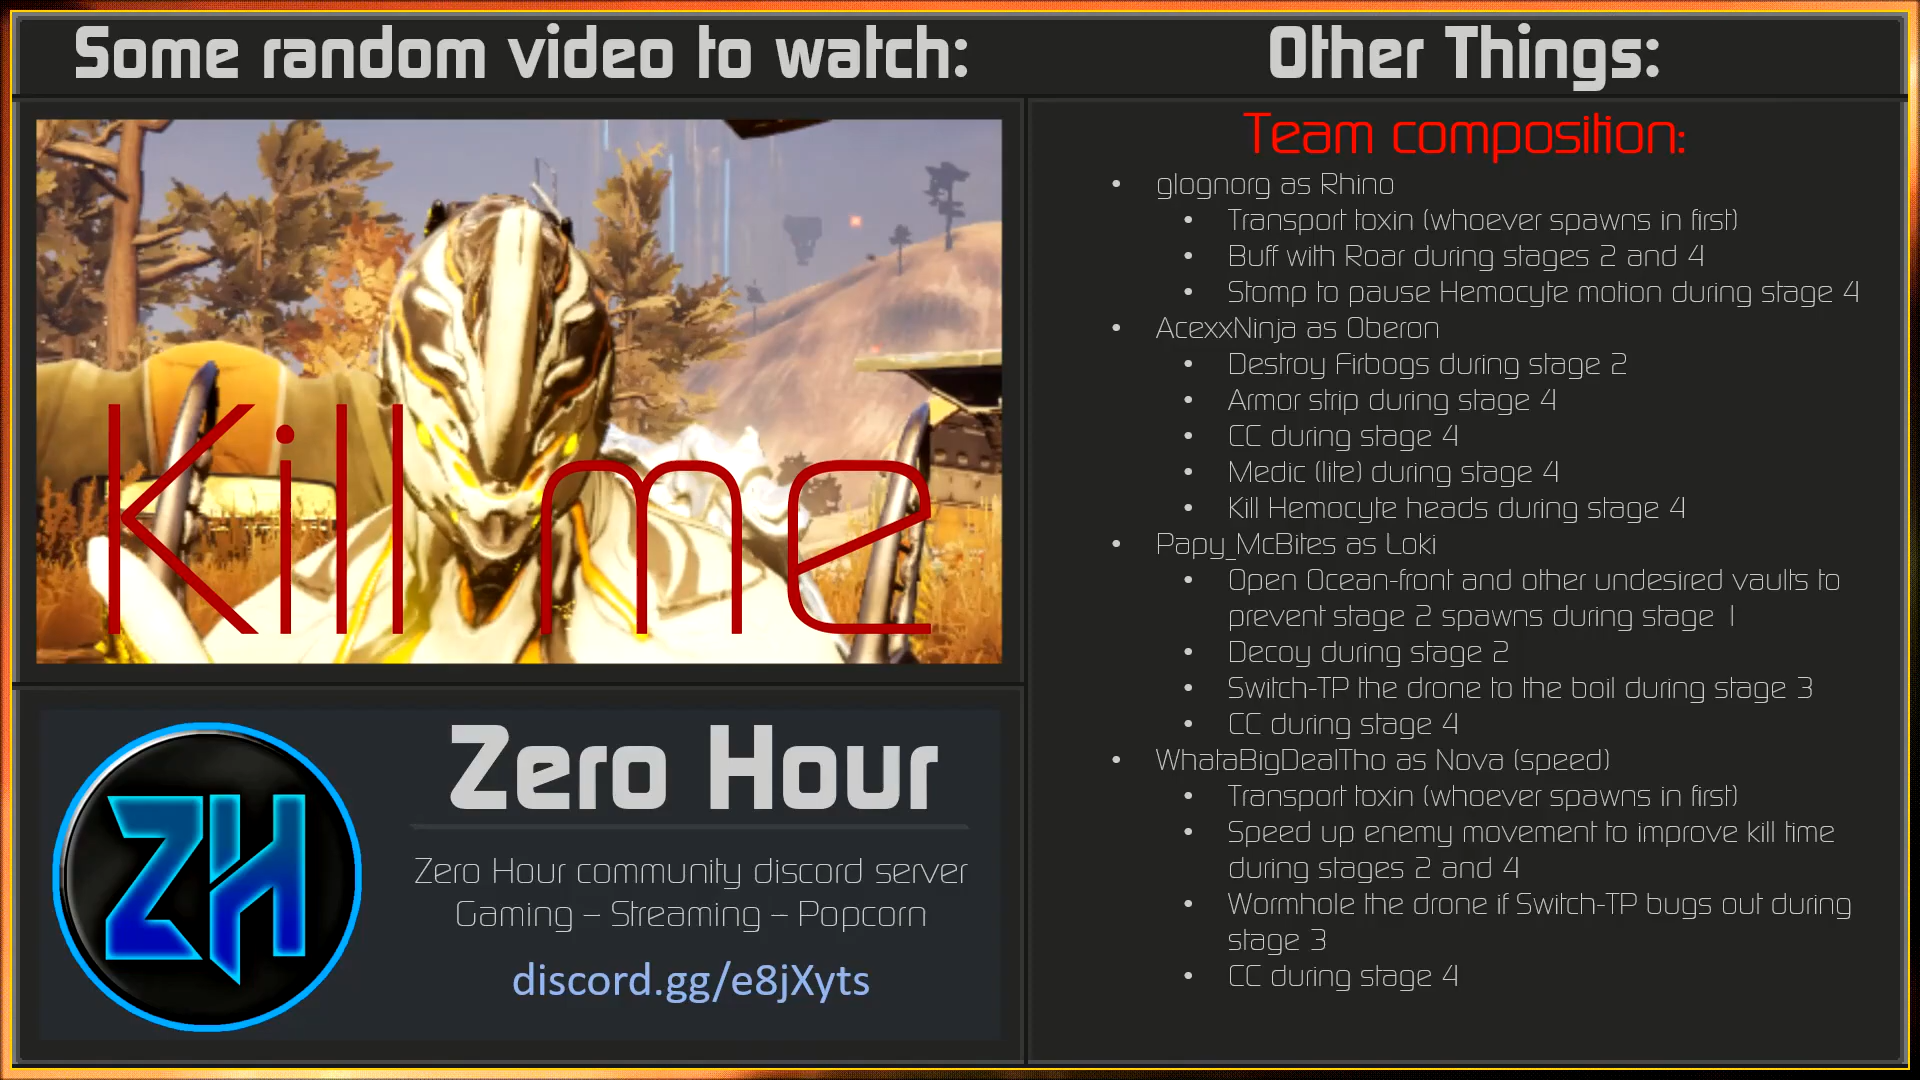 Some random video to watch:
Kill me
ZH
Zero Hour
Zero Hour community discord server
Gaming – Streaming – Popcorn
discord.gg/e8jXyts
Other Things:
Team composition:
• glognorg as Rhino
• Transport toxin (whoever spawns in first)
• Buff with Roar during stages 2 and 4
• Stomp to pause Hemocyte motion during stage 4
• AcexxNinja as Oberon
• Destroy Firbogs during stage 2
• Armor strip during stage 4
• CC during stage 4
• Medic (lite) during stage 4
• Kill Hemocyte heads during stage 4
• Papy_McBites as Loki
• Open Ocean-front and other undesired vaults to
prevent stage 2 spawns during stage 1
• Decoy during stage 2
• Switch-TP the drone to the boil during stage 3
• CC during stage 4
• WhataBigDealTho as Nova (speed)
• Transport toxin (whoever spawns in first)
• Speed up enemy movement to improve kill time
during stages 2 and 4
• Wormhole the drone if Switch-TP bugs out during
stage 3
• CC during stage 4